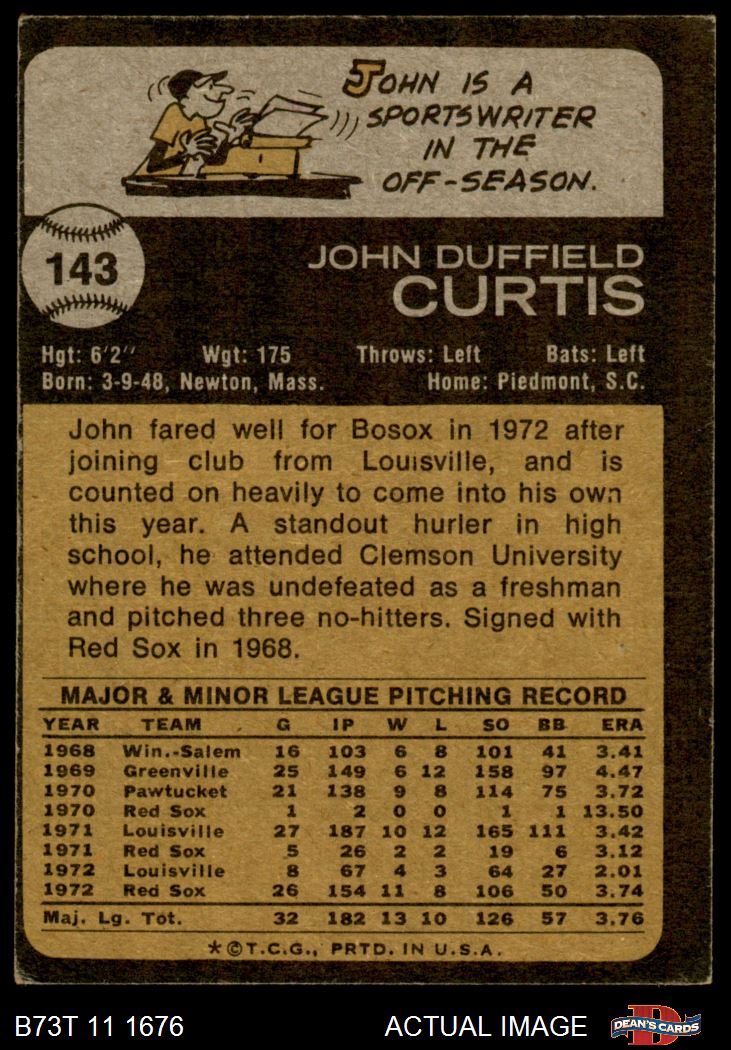 JOHN IS A
SPORTSWRITER
IN THE
OFF-SEASON.
143
JOHN DUFFIELD
CURTIS
Hgt: 6'2" Wgt: 175 Throws: Left Bats: Left
Born: 3-9-48, Newton, Mass. Home: Piedmont, S.C.
John fared well for Bosox in 1972 after
joining club from Louisville, and is
counted on heavily to come into his own
this year. A standout hurler in high
school, he attended Clemson University
where he was undefeated as a freshman
and pitched three no-hitters. Signed with
Red Sox in 1968.
MAJOR & MINOR LEAGUE PITCHING RECORD
YEAR TEAM G IP W L SO BB ERA
1968 Win.-Salem 16 103 6 8 101 41 3.41
1969 Greenville 25 149 6 12 158 97 4.47
1970 Pawtucket 21 138 9 8 114 75 3.72
1970 Red Sox 1 2 0 0 1 1 13.50
1971 Louisville 27 187 10 12 165 111 3.42
1971 Red Sox 5 26 2 2 19 6 3.12
1972 Louisville 8 67 4 3 64 27 2.01
1972 Red Sox 26 154 11 8 106 50 3.74
Maj. Lg. Tot. 32 182 13 10 126 57 3.76
*©T.C.G., PRTD. IN U.S.A.
B73T 11 1676 ACTUAL IMAGE D DEAN'S CARDS